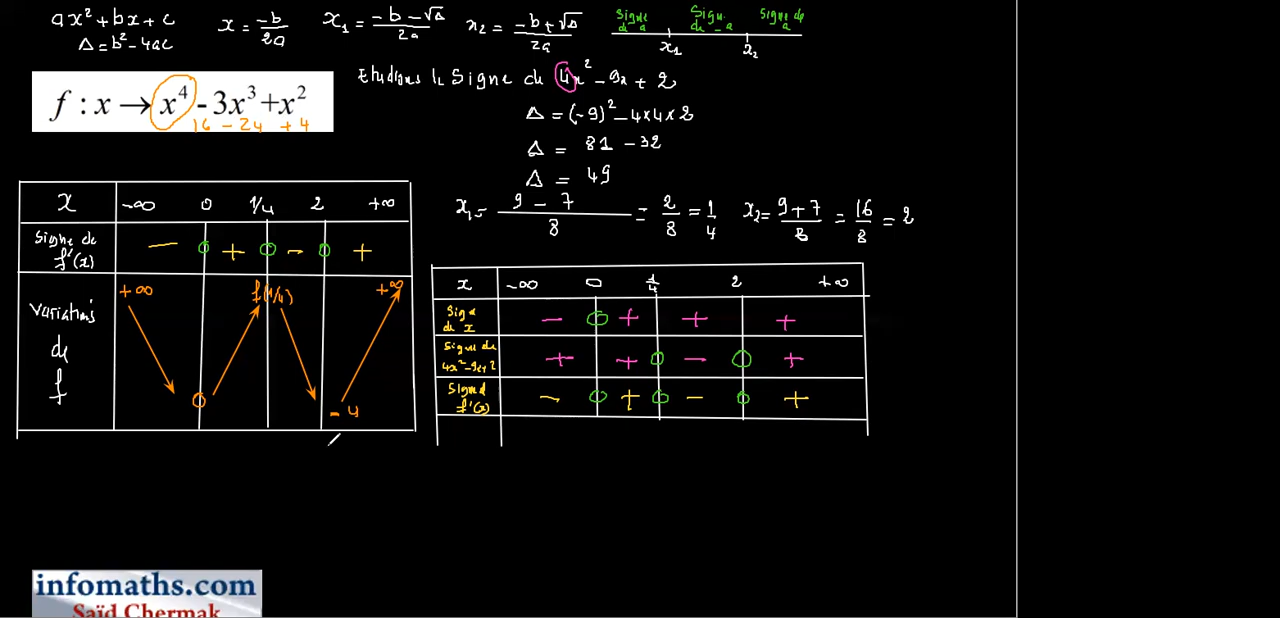 ax² + bx + c
Δ = b² - 4ac
x = -b / 2a
x₁ = -b - √Δ / 2a
x₂ = -b + √Δ / 2a
Signe de a
Sign. de -a
Signe de a
x₁ x₂
f : x → x⁴ - 3x³ + x²
16 - 24 + 4
Etudions le Signe de 4x² - 9x + 2
Δ = (-9)² - 4×4×2
Δ = 81 - 32
Δ = 49
x₁ = 9 - 7 / 8 = 2/8 = 1/4
x₂ = 9 + 7 / 8 = 16/8 = 2
x -∞ 0 1/4 2 +∞
Signe de f'(x) - 0 + 0 - 0 +
Variations de f
+∞ f(1/4) +∞
0 -4
x -∞ 0 1/4 2 +∞
Signe de x - 0 + + +
Signe de 4x² - 9x + 2 + + 0 - 0 +
Signe d f'(x) - 0 + 0 - 0 +
infomaths.com
Saïd Chermak